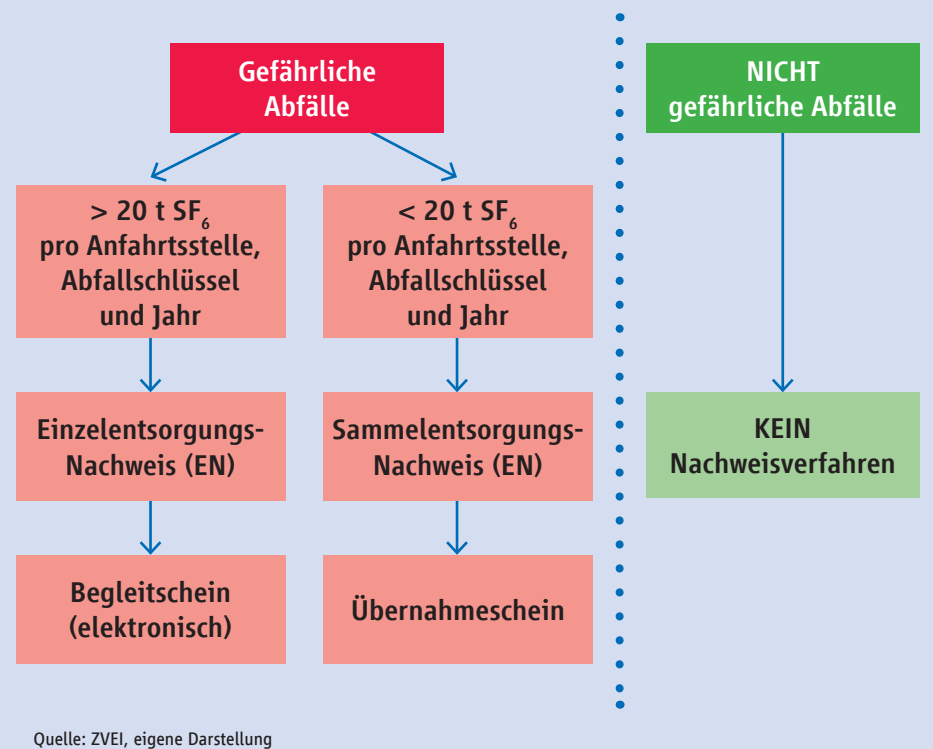 Gefährliche
Abfälle
> 20 t SF₆
pro Anfahrtsstelle,
Abfallschlüssel
und Jahr
Einzelentsorgungs-
Nachweis (EN)
Begleitschein
(elektronisch)
< 20 t SF₆
pro Anfahrtsstelle,
Abfallschlüssel
und Jahr
Sammelentsorgungs-
Nachweis (EN)
Übernahmeschein
NICHT
gefährliche Abfälle
KEIN
Nachweisverfahren
Quelle: ZVEI, eigene Darstellung